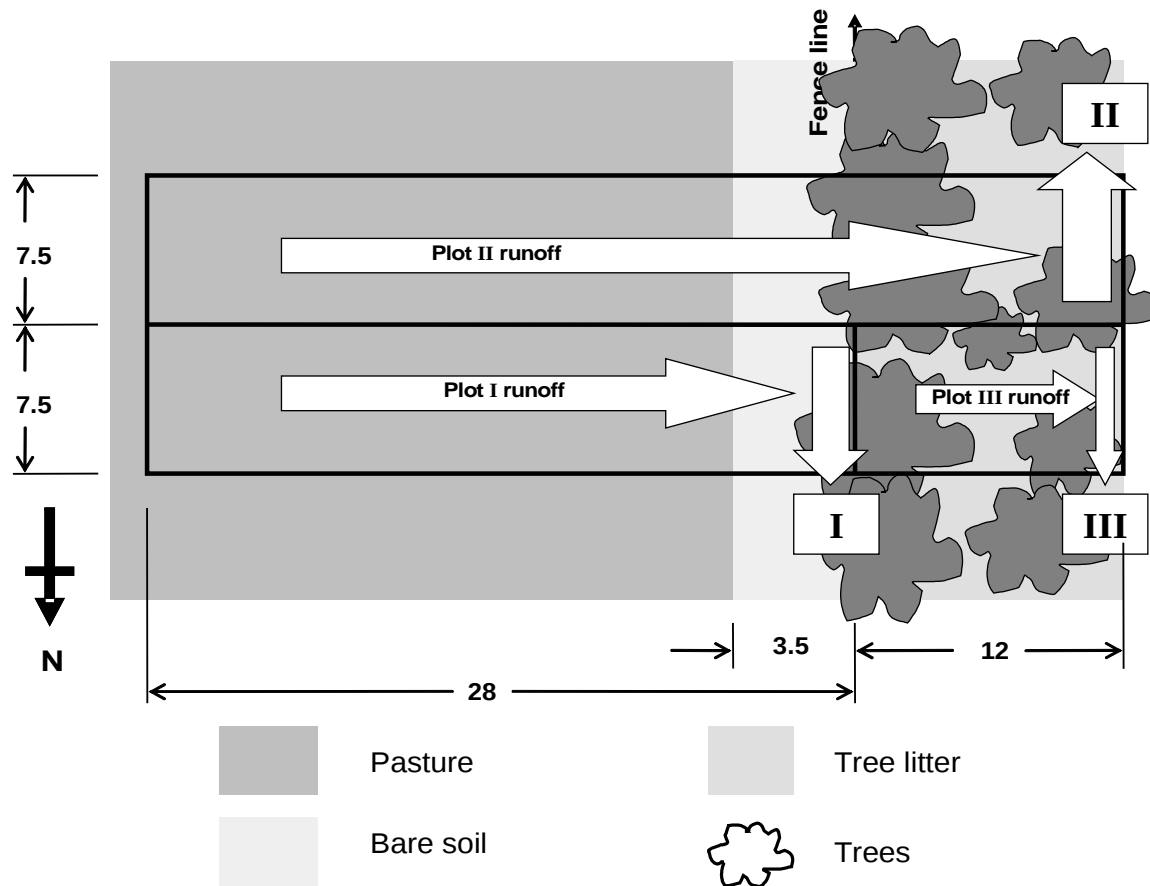 Fence line
II
7.5
Plot II runoff
7.5
Plot I runoff
Plot III runoff
I
III
N
3.5
12
28
Pasture
Tree litter
Bare soil
Trees